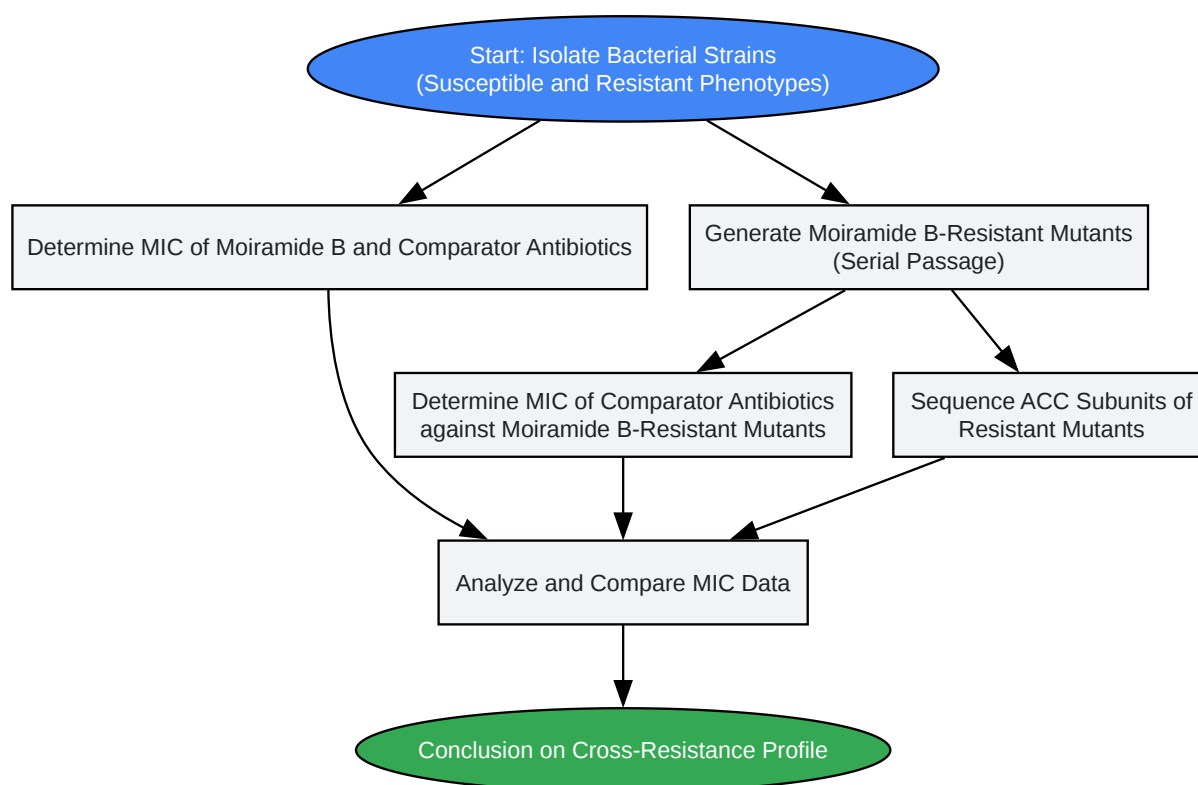 Start: Isolate Bacterial Strains
(Susceptible and Resistant Phenotypes)
Determine MIC of Moiramide B and Comparator Antibiotics
Generate Moiramide B-Resistant Mutants
(Serial Passage)
Determine MIC of Comparator Antibiotics
against Moiramide B-Resistant Mutants
Sequence ACC Subunits of
Resistant Mutants
Analyze and Compare MIC Data
Conclusion on Cross-Resistance Profile